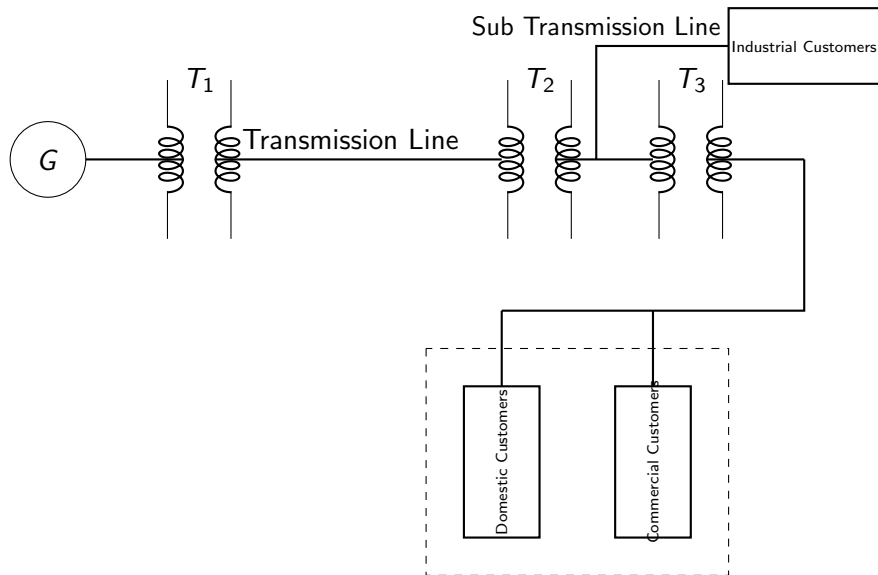 Sub Transmission Line
Industrial Customers
T₁
T₂
T₃
G
Transmission Line
Domestic Customers
Commercial Customers